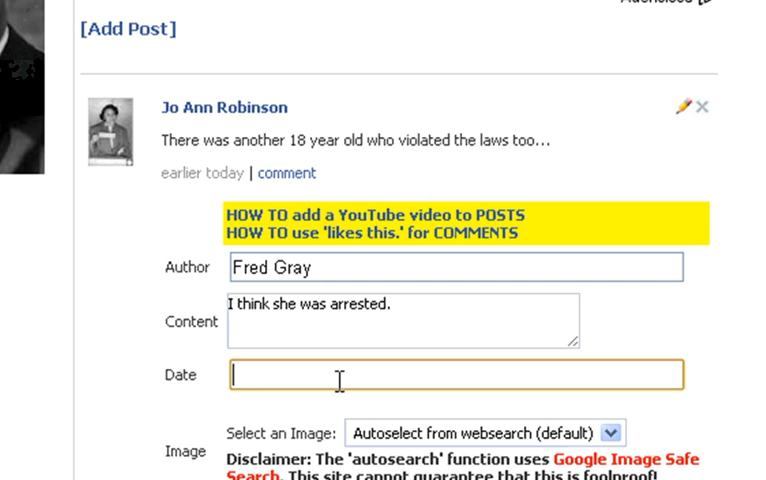 [Add Post]
Jo Ann Robinson
There was another 18 year old who violated the laws too...
earlier today | comment
HOW TO add a YouTube video to POSTS
HOW TO use 'likes this.' for COMMENTS
Author Fred Gray
Content I think she was arrested.
Date
Select an Image: Autoselect from websearch (default)
Image
Disclaimer: The 'autosearch' function uses Google Image Safe
Search. This site cannot guarantee that this is foolproof!